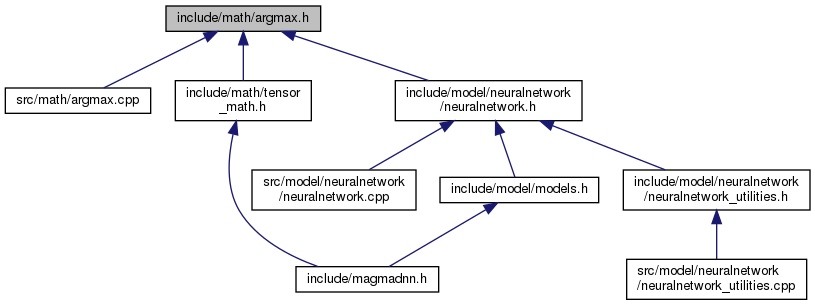 include/math/argmax.h
src/math/argmax.cpp
include/math/tensor
_math.h
include/model/neuralnetwork
/neuralnetwork.h
src/model/neuralnetwork
/neuralnetwork.cpp
include/model/models.h
include/model/neuralnetwork
/neuralnetwork_utilities.h
include/magmadnn.h
src/model/neuralnetwork
/neuralnetwork_utilities.cpp